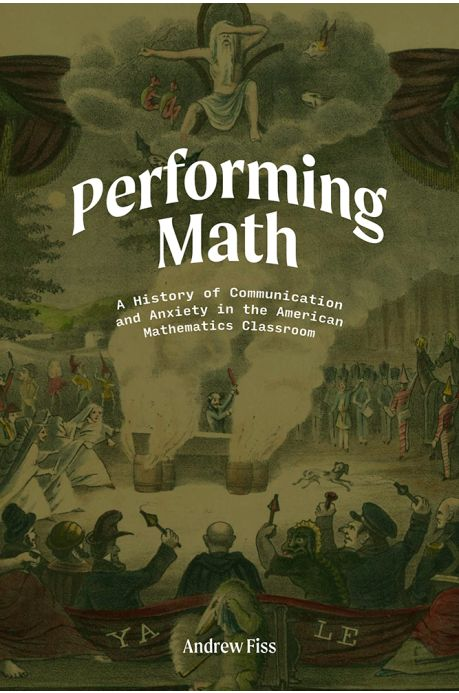 Performing
Math
A History of Communication
and Anxiety in the American
Mathematics Classroom
YA LE
Andrew Fiss